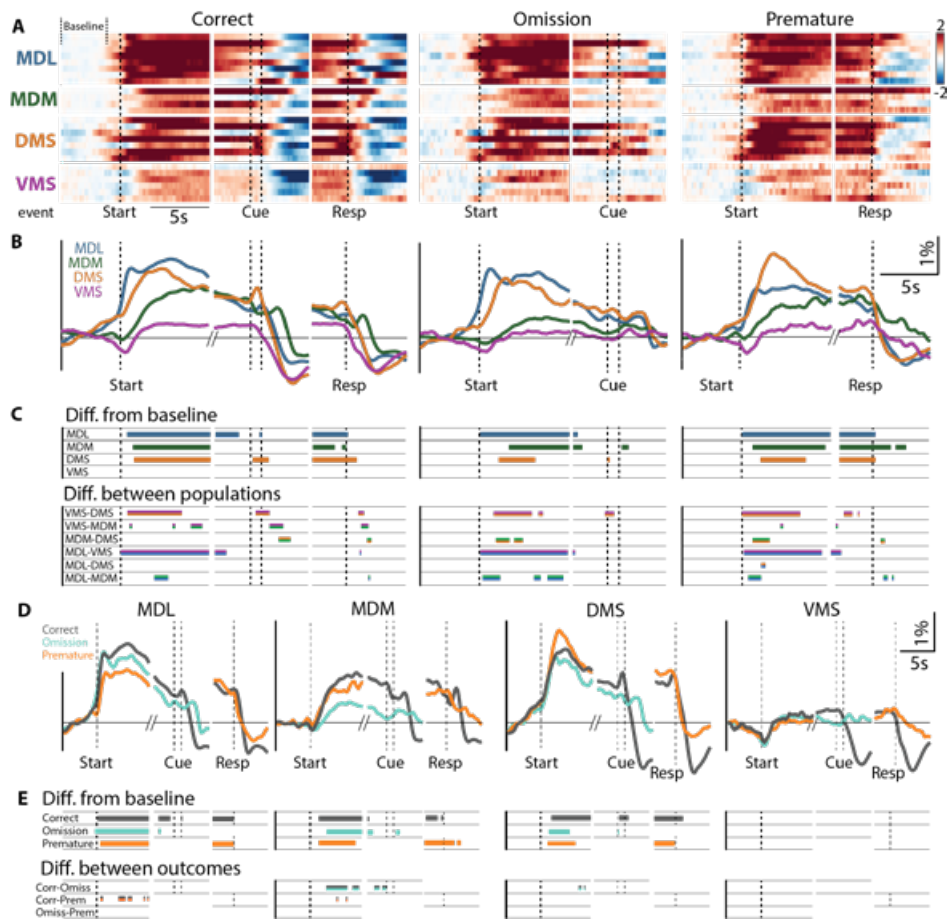 A Baseline Correct Omission Premature
2
-2
MDL
MDM
DMS
VMS
event Start 5s Cue Resp Start Cue Start Resp
B MDL
MDM
DMS
VMS
1%
5s
Start Resp Start Cue Start Resp
C Diff. from baseline
MDL
MDM
DMS
VMS
Diff. between populations
VMS-DMS
VMS-MDM
MDM-DMS
MDL-VMS
MDL-DMS
MDL-MDM
D MDL MDM DMS VMS
Correct
Omission
Premature
1%
5s
Start Cue Resp Start Cue Resp Start Cue Resp Start Cue Resp
E Diff. from baseline
Correct
Omission
Premature
Diff. between outcomes
Corr-Omiss
Corr-Prem
Omiss-Prem